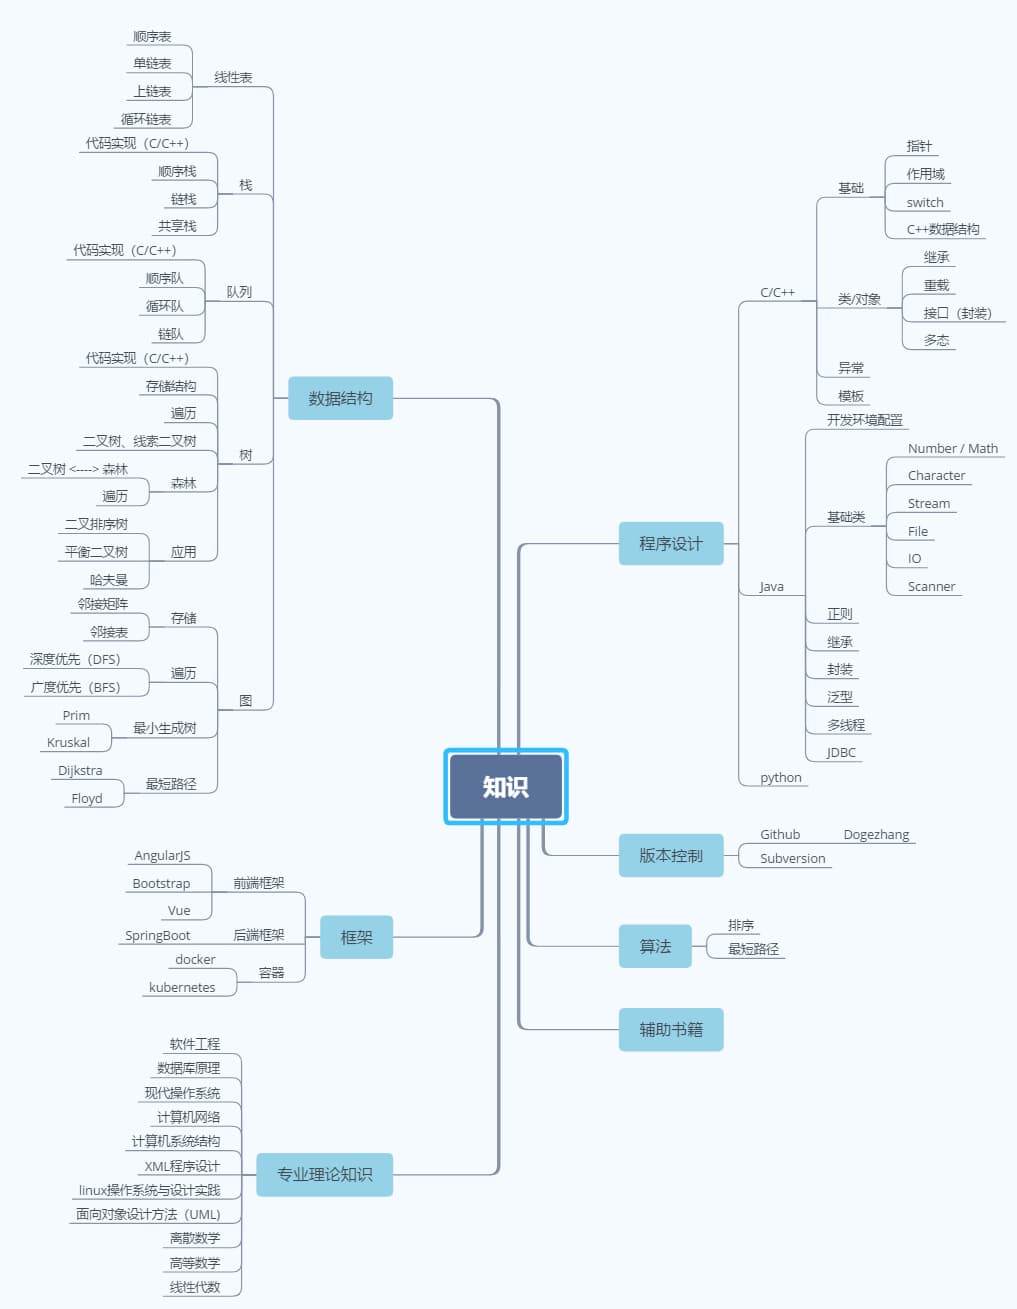 知识
数据结构
线性表
顺序表
单链表
上链表
循环链表
栈
代码实现（C/C++）
顺序栈
链栈
共享栈
队列
代码实现（C/C++）
顺序队
循环队
链队
树
代码实现（C/C++）
存储结构
遍历
二叉树、线索二叉树
森林
二叉树 <----> 森林
遍历
应用
二叉排序树
平衡二叉树
哈夫曼
图
存储
邻接矩阵
邻接表
遍历
深度优先（DFS）
广度优先（BFS）
最小生成树
Prim
Kruskal
最短路径
Dijkstra
Floyd
框架
前端框架
AngularJS
Bootstrap
Vue
后端框架
SpringBoot
容器
docker
kubernetes
专业理论知识
软件工程
数据库原理
现代操作系统
计算机网络
计算机系统结构
XML程序设计
linux操作系统与设计实践
面向对象设计方法（UML)
离散数学
高等数学
线性代数
程序设计
C/C++
基础
指针
作用域
switch
C++数据结构
类/对象
继承
重载
接口（封装）
多态
异常
模板
Java
开发环境配置
基础类
Number / Math
Character
Stream
File
IO
Scanner
正则
继承
封装
泛型
多线程
JDBC
python
版本控制
Github
Dogezhang
Subversion
算法
排序
最短路径
辅助书籍